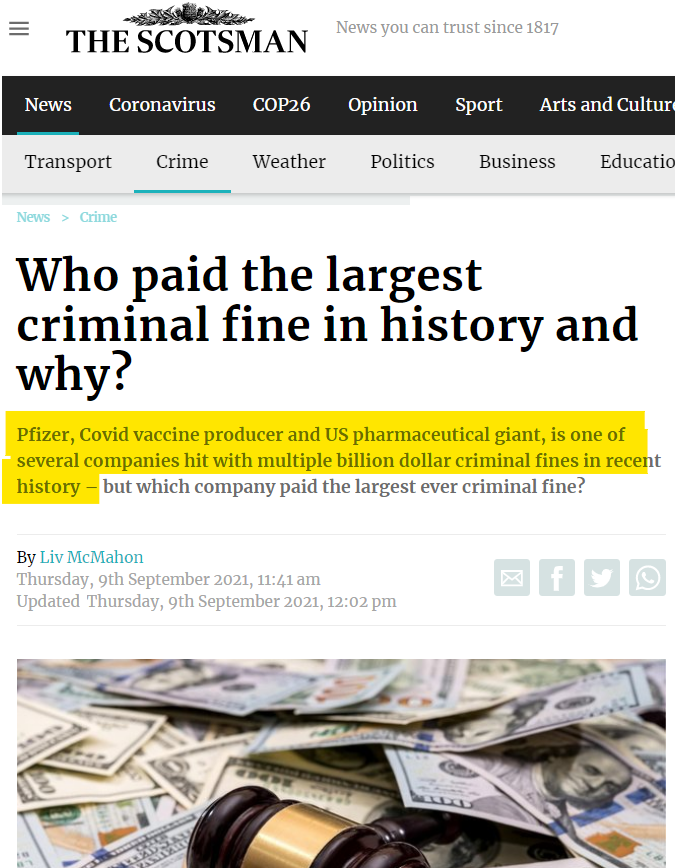 THE SCOTSMAN
News you can trust since 1817
News Coronavirus COP26 Opinion Sport Arts and Culture
Transport Crime Weather Politics Business Educatio
News > Crime
Who paid the largest
criminal fine in history and
why?
Pfizer, Covid vaccine producer and US pharmaceutical giant, is one of
several companies hit with multiple billion dollar criminal fines in recent
history – but which company paid the largest ever criminal fine?
By Liv McMahon
Thursday, 9th September 2021, 11:41 am
Updated Thursday, 9th September 2021, 12:02 pm